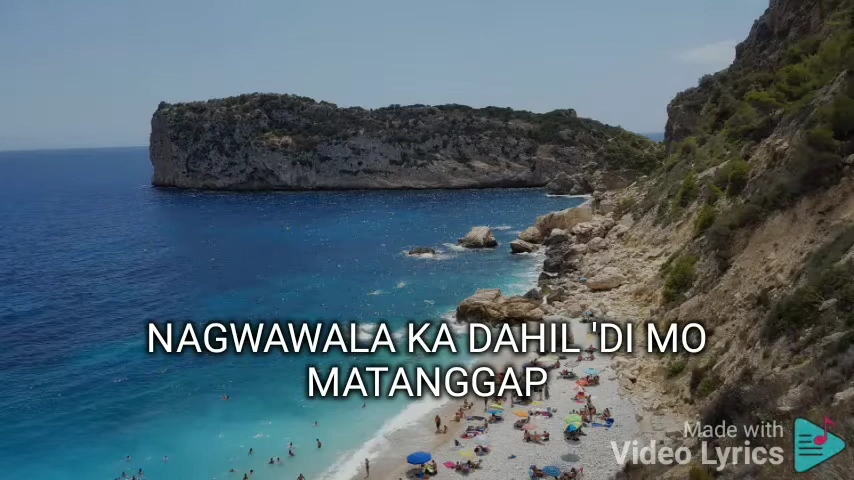 NAGWAWALA KA DAHIL 'DI MO
MATANGGAP
Made with
Video Lyrics